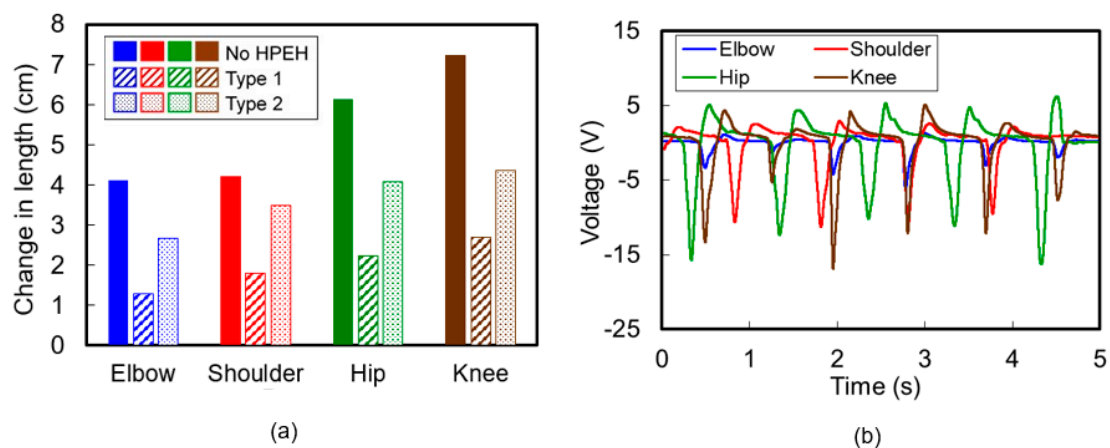 8
7
6
5
4
3
2
1
0
Change in length (cm)
No HPEH
Type 1
Type 2
Elbow Shoulder Hip Knee
(a)
15
5
-5
-15
-25
Voltage (V)
Elbow Shoulder
Hip Knee
0 1 2 3 4 5
Time (s)
(b)